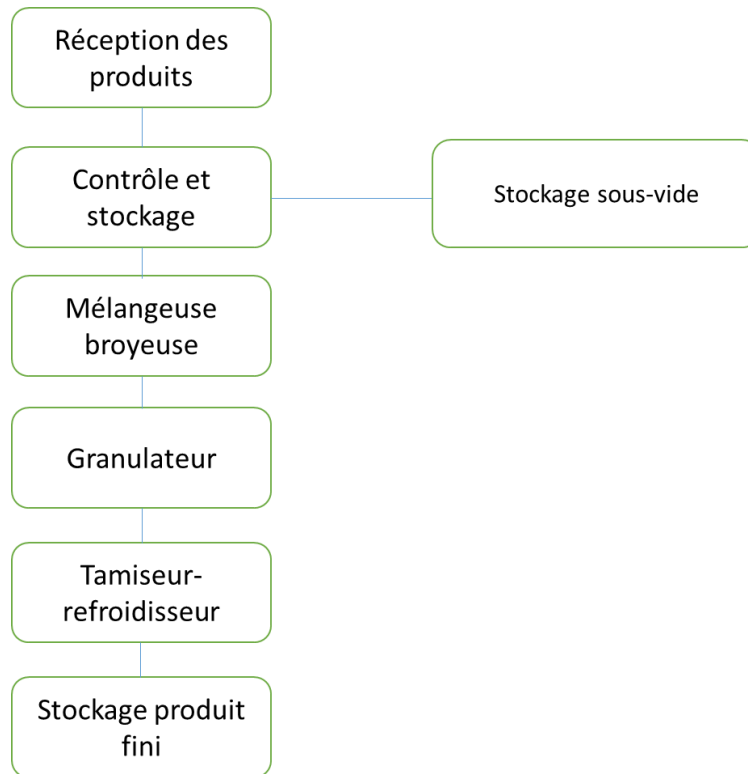 Réception des
produits
Contrôle et
stockage
Stockage sous-vide
Mélangeuse
broyeuse
Granulateur
Tamiseur-
refroidisseur
Stockage produit
fini